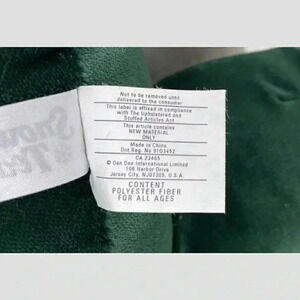 Not to be removed until
delivered to the consumer
This label is affixed in compliance
with The Upholstered and
Stuffed Articles Act
This article contains
NEW MATERIAL
ONLY
Made in China
Ont. Reg. No 9103452
CA 23465
© Dan Dee International Limited
106 Harbor Drive
Jersey City, NJ07305, U.S.A.
CONTENT
POLYESTER FIBER
FOR ALL AGES